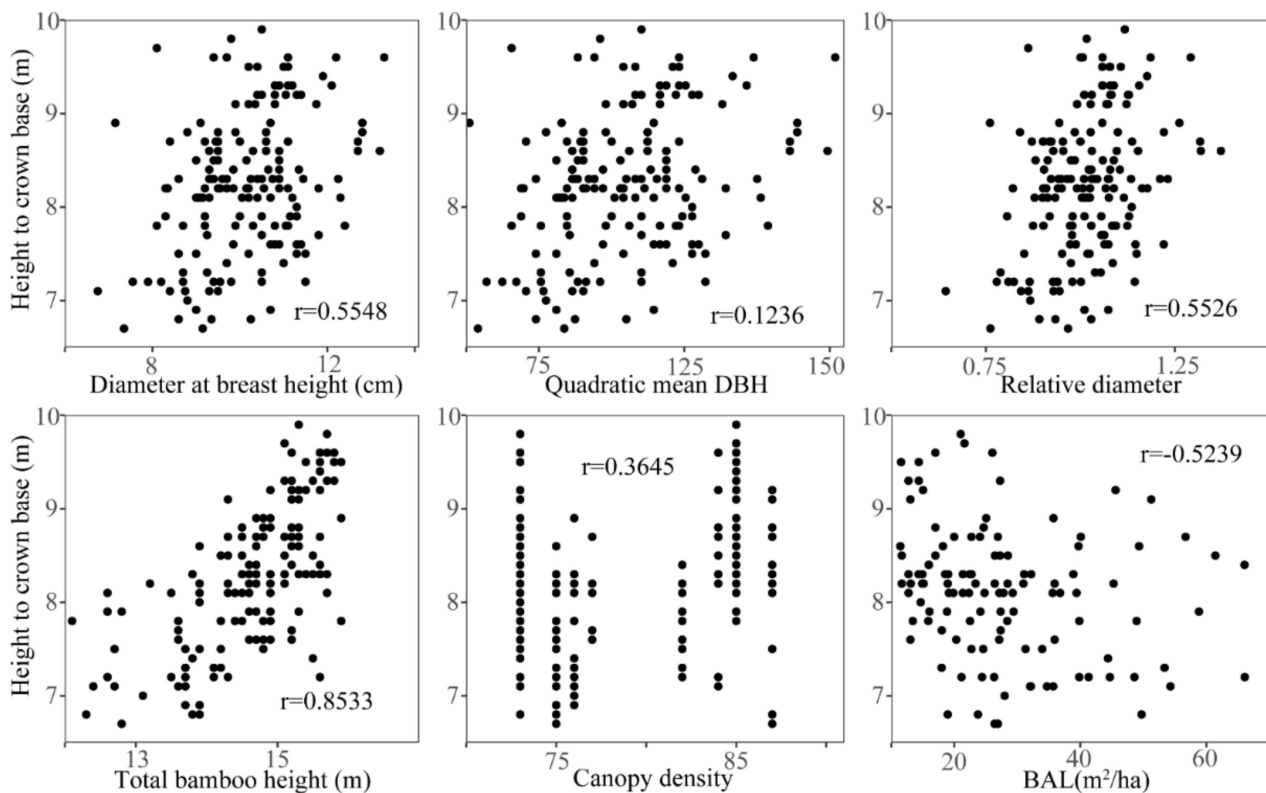 Height to crown base (m)
10
9
8
7
r=0.5548
8
12
Diameter at breast height (cm)
10
9
8
7
r=0.1236
75
125
150
Quadratic mean DBH
10
9
8
7
r=0.5526
0.75
1.25
Relative diameter
Height to crown base (m)
10
9
8
7
r=0.8533
13
15
Total bamboo height (m)
10
9
8
7
r=0.3645
75
85
Canopy density
10
9
8
7
r=-0.5239
20
40
60
BAL(m²/ha)